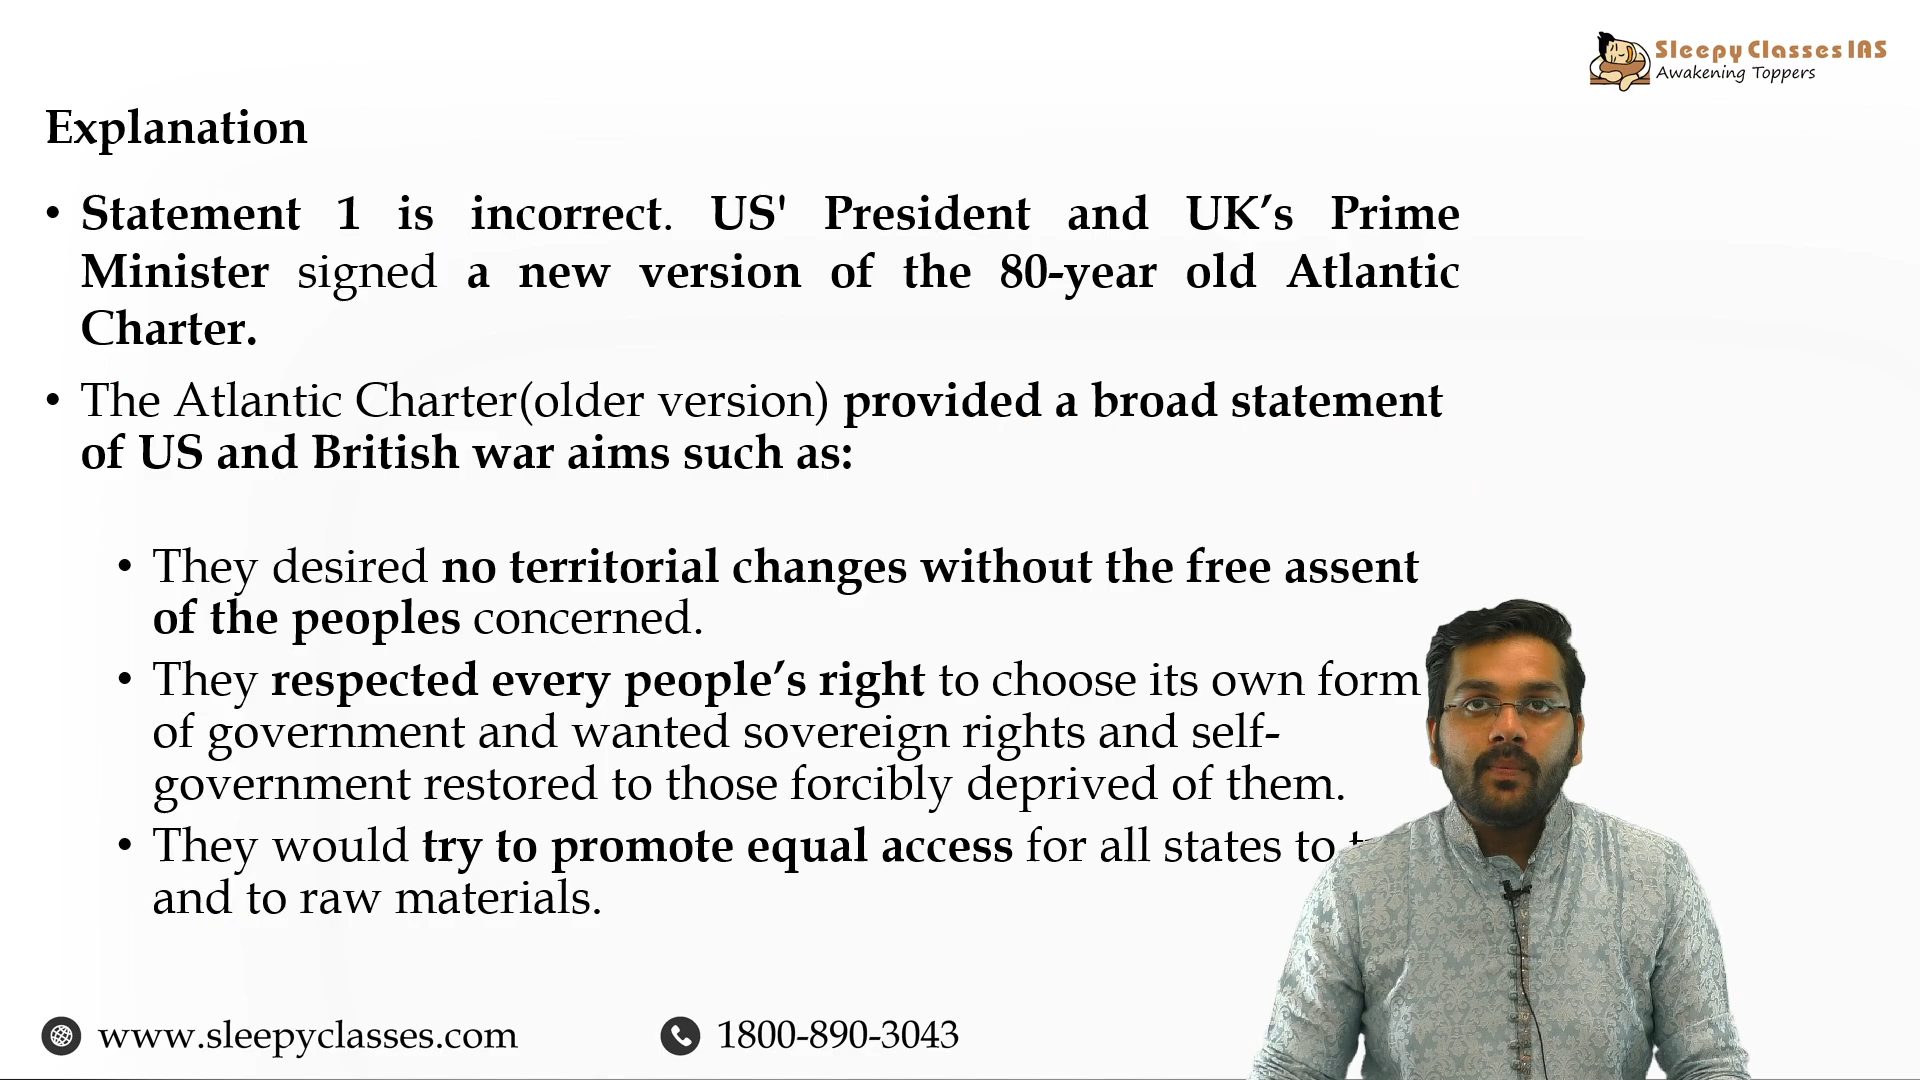 Sleepy Classes IAS
Awakening Toppers
Explanation
• Statement 1 is incorrect. US' President and UK’s Prime
Minister signed a new version of the 80-year old Atlantic
Charter.
• The Atlantic Charter(older version) provided a broad statement
of US and British war aims such as:
• They desired no territorial changes without the free assent
of the peoples concerned.
• They respected every people’s right to choose its own form
of government and wanted sovereign rights and self-
government restored to those forcibly deprived of them.
• They would try to promote equal access for all states to
and to raw materials.
www.sleepyclasses.com
1800-890-3043